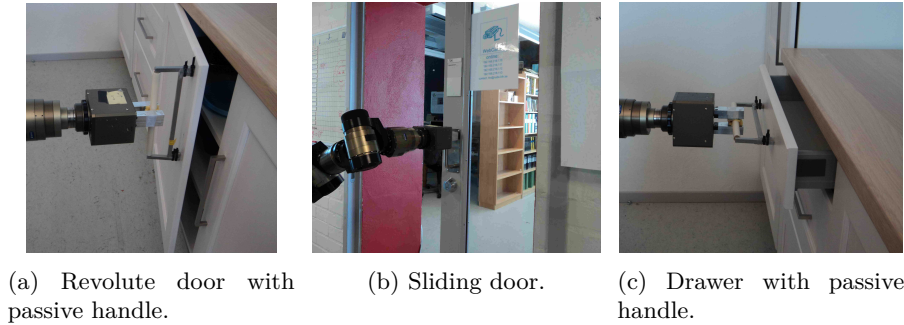 (a) Revolute door with
passive handle.
(b) Sliding door.
(c) Drawer with passive
handle.